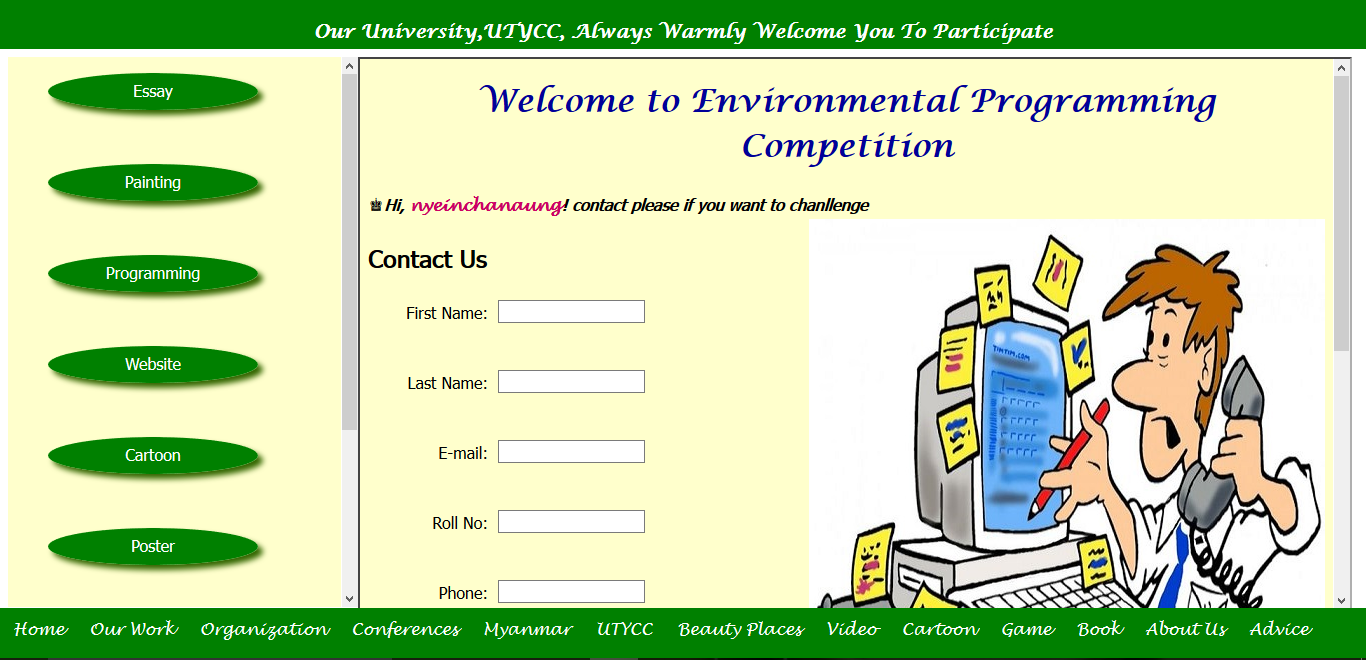 Our University,UTYCC, Always Warmly Welcome You To Participate
Essay
Painting
Programming
Website
Cartoon
Poster
Welcome to Environmental Programming
Competition
Hi, nyeinchanaung! contact please if you want to chanllenge
Contact Us
First Name:
Last Name:
E-mail:
Roll No:
Phone:
TIMTIM.COM
Home Our Work Organization Conferences Myanmar UTYCC Beauty Places Video Cartoon Game Book About Us Advice